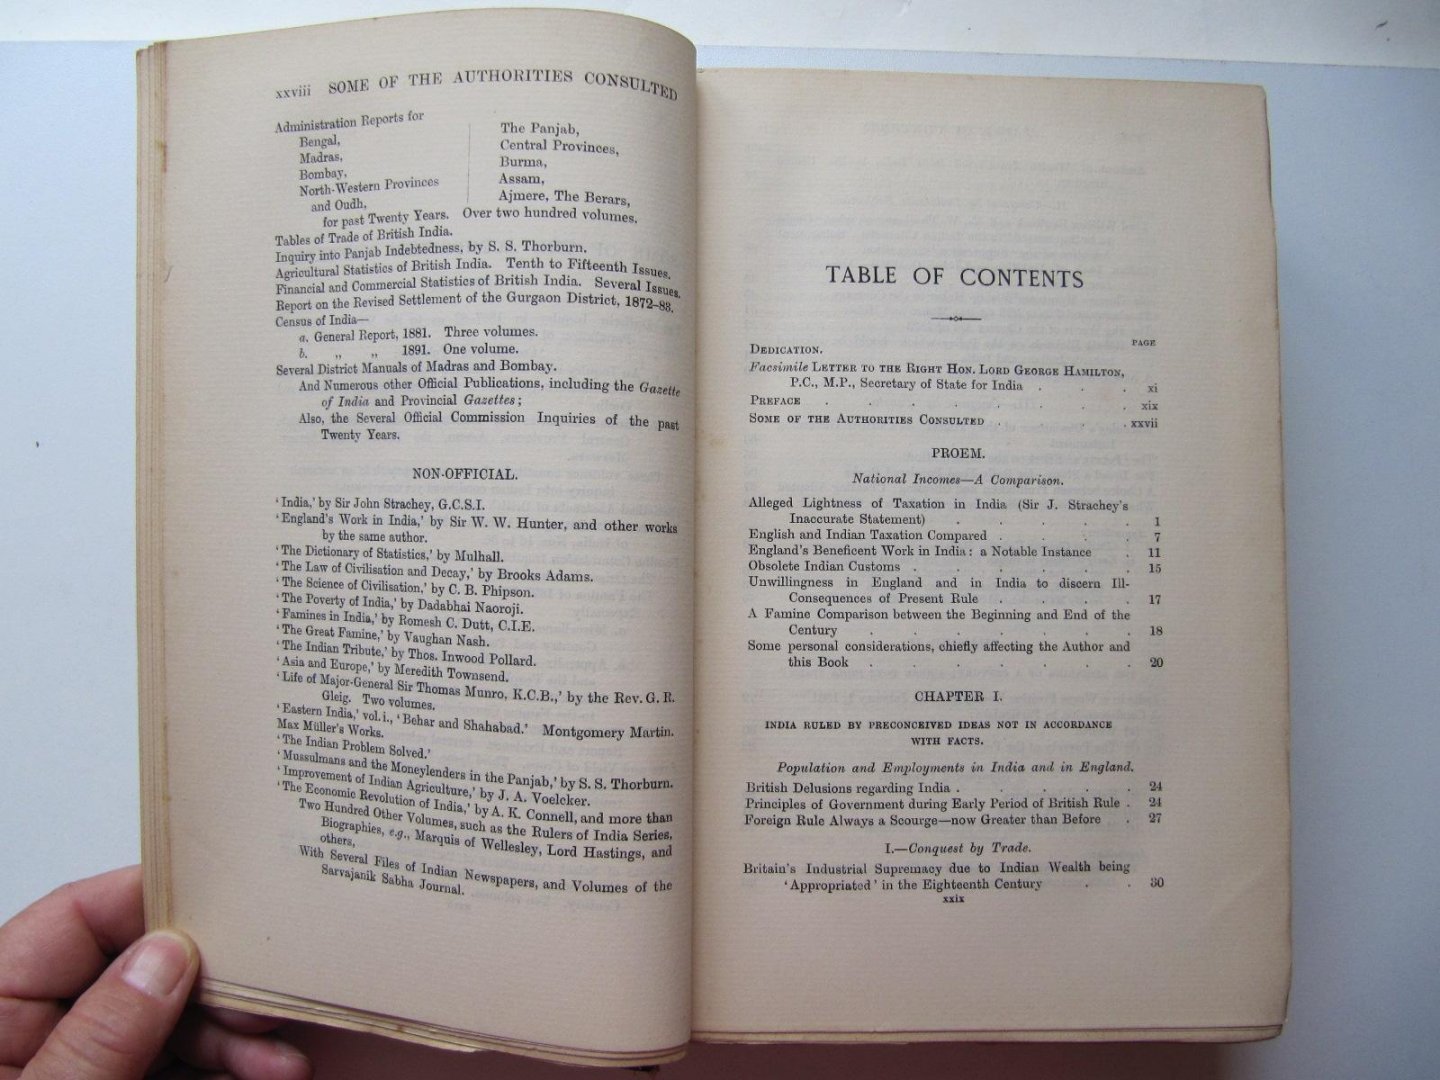 xxviii SOME OF THE AUTHORITIES CONSULTED
Administration Reports for
Bengal,
Madras,
Bombay,
North-Western Provinces
and Oudh,
The Panjab,
Central Provinces,
Burma,
Assam,
Ajmere, The Berars,
for past Twenty Years. Over two hundred volumes.
Tables of Trade of British India.
Inquiry into Panjab Indebtedness, by S. S. Thorburn.
Agricultural Statistics of British India. Tenth to Fifteenth Issues.
Financial and Commercial Statistics of British India. Several Issues.
Report on the Revised Settlement of the Gurgaon District, 1872–83.
Census of India—
a. General Report, 1881. Three volumes.
b. „ „ 1891. One volume.
Several District Manuals of Madras and Bombay.
And Numerous other Official Publications, including the Gazette
of India and Provincial Gazettes;
Also, the Several Official Commission Inquiries of the past
Twenty Years.
NON-OFFICIAL.
‘India,’ by Sir John Strachey, G.C.S.I.
‘England's Work in India,’ by Sir W. W. Hunter, and other works
by the same author.
‘The Dictionary of Statistics,’ by Mulhall.
‘The Law of Civilisation and Decay,’ by Brooks Adams.
‘The Science of Civilisation,’ by C. B. Phipson.
‘The Poverty of India,’ by Dadabhai Naoroji.
‘Famines in India,’ by Romesh C. Dutt, C.I.E.
‘The Great Famine,’ by Vaughan Nash.
‘The Indian Tribute,’ by Thos. Inwood Pollard.
‘Asia and Europe,’ by Meredith Townsend.
‘Life of Major-General Sir Thomas Munro, K.C.B.,’ by the Rev. G. R.
Gleig. Two volumes.
‘Eastern India,’ vol. i., ‘Behar and Shahabad.’ Montgomery Martin.
Max Müller's Works.
‘The Indian Problem Solved.’
‘Mussulmans and the Moneylenders in the Panjab,’ by S. S. Thorburn.
‘Improvement of Indian Agriculture,’ by J. A. Voelcker.
‘The Economic Revolution of India,’ by A. K. Connell, and more than
Two Hundred Other Volumes, such as the Rulers of India Series,
Biographies, e.g., Marquis of Wellesley, Lord Hastings, and
others,
With Several Files of Indian Newspapers, and Volumes of the
Sarvajanik Sabha Journal.
TABLE OF CONTENTS
PAGE
DEDICATION.
Facsimile LETTER TO THE RIGHT HON. LORD GEORGE HAMILTON,
P.C., M.P., Secretary of State for India . . . xi
PREFACE . . . . . . . . xix
SOME OF THE AUTHORITIES CONSULTED . . . . xxvii
PROEM.
National Incomes—A Comparison.
Alleged Lightness of Taxation in India (Sir J. Strachey's
Inaccurate Statement) . . . . . 1
English and Indian Taxation Compared . . . . 7
England's Beneficent Work in India: a Notable Instance . 11
Obsolete Indian Customs . . . . . . 15
Unwillingness in England and in India to discern Ill-
Consequences of Present Rule . . . . 17
A Famine Comparison between the Beginning and End of the
Century . . . . . . . 18
Some personal considerations, chiefly affecting the Author and
this Book . . . . . . . 20
CHAPTER I.
INDIA RULED BY PRECONCEIVED IDEAS NOT IN ACCORDANCE
WITH FACTS.
Population and Employments in India and in England.
British Delusions regarding India . . . . . 24
Principles of Government during Early Period of British Rule . 24
Foreign Rule Always a Scourge—now Greater than Before . 27
I.—Conquest by Trade.
Britain's Industrial Supremacy due to Indian Wealth being
‘Appropriated’ in the Eighteenth Century . . 30
xxix